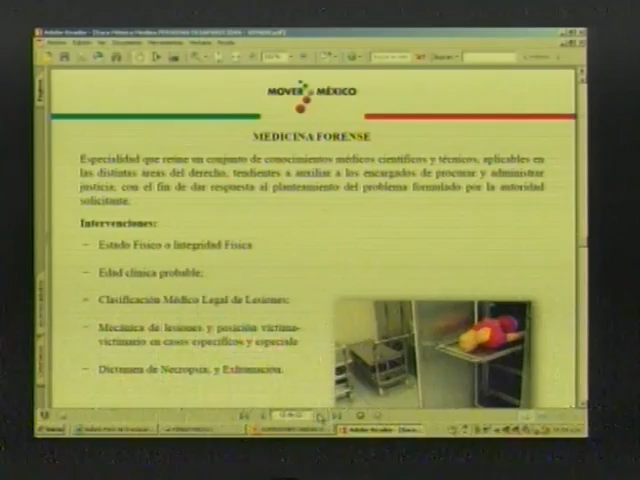 MOVER MÉXICO
MEDICINA FORENSE
Especialidad que reúne un conjunto de conocimientos médicos científicos y técnicos, aplicables en
las distintas áreas del derecho, tendientes a auxiliar a los encargados de procurar y administrar
justicia, con el fin de dar respuesta al planteamiento del problema formulado por la autoridad
solicitante.
Intervenciones:
- Estado Físico o Integridad Física
- Edad clínica probable;
- Clasificación Médico Legal de Lesiones;
- Mecánica de lesiones y posición víctima-
victimario en casos específicos y especiale
- Dictamen de Necropsia, y Exhumación.